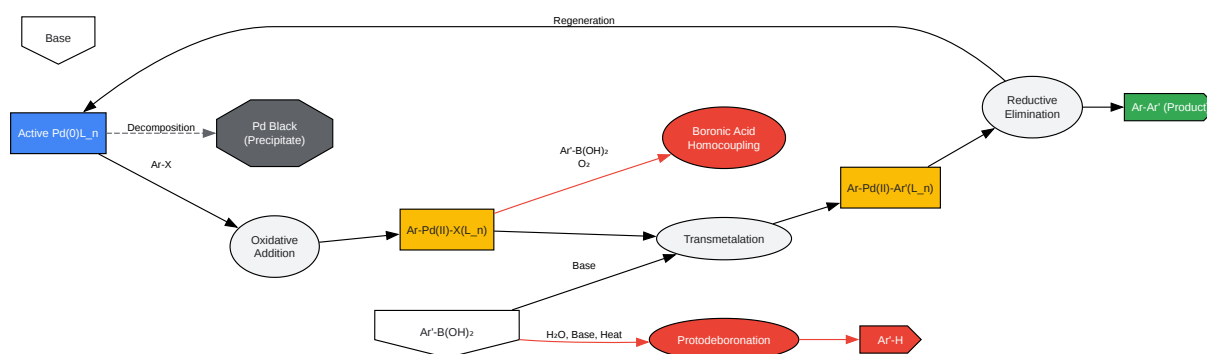 Regeneration
Base
Active Pd(0)L_n
Decomposition
Pd Black
(Precipitate)
Ar-X
Oxidative
Addition
Ar-Pd(II)-X(L_n)
Ar'-B(OH)₂
O₂
Boronic Acid
Homocoupling
Transmetalation
Base
Ar'-B(OH)₂
H₂O, Base, Heat
Protodeboronation
Ar'-H
Ar-Pd(II)-Ar'(L_n)
Reductive
Elimination
Ar-Ar' (Product